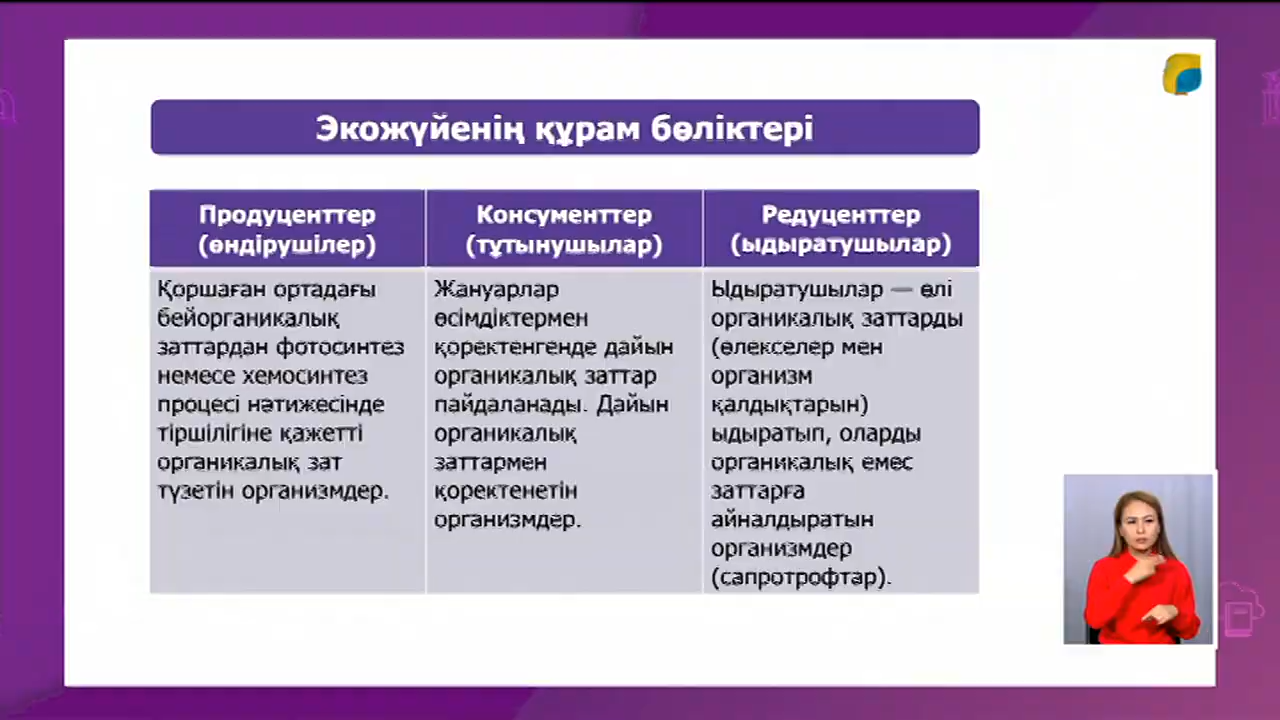 Экожүйенің құрам бөліктері
Продуценттер
(өндірушілер)
Консументтер
(тұтынушылар)
Редуценттер
(ыдыратушылар)
Қоршаған ортадағы
бейорганикалық
заттардан фотосинтез
немесе хемосинтез
процесі нәтижесінде
тіршілігіне қажетті
органикалық зат
түзетін организмдер.
Жануарлар
өсімдіктермен
қоректенгенде дайын
органикалық заттар
пайдаланады. Дайын
органикалық
заттармен
қоректенетін
организмдер.
Ыдыратушылар — өлі
органикалық заттарды
(өлекселер мен
организм
қалдықтарын)
ыдыратып, оларды
органикалық емес
заттарға
айналдыратын
организмдер
(сапротрофтар).